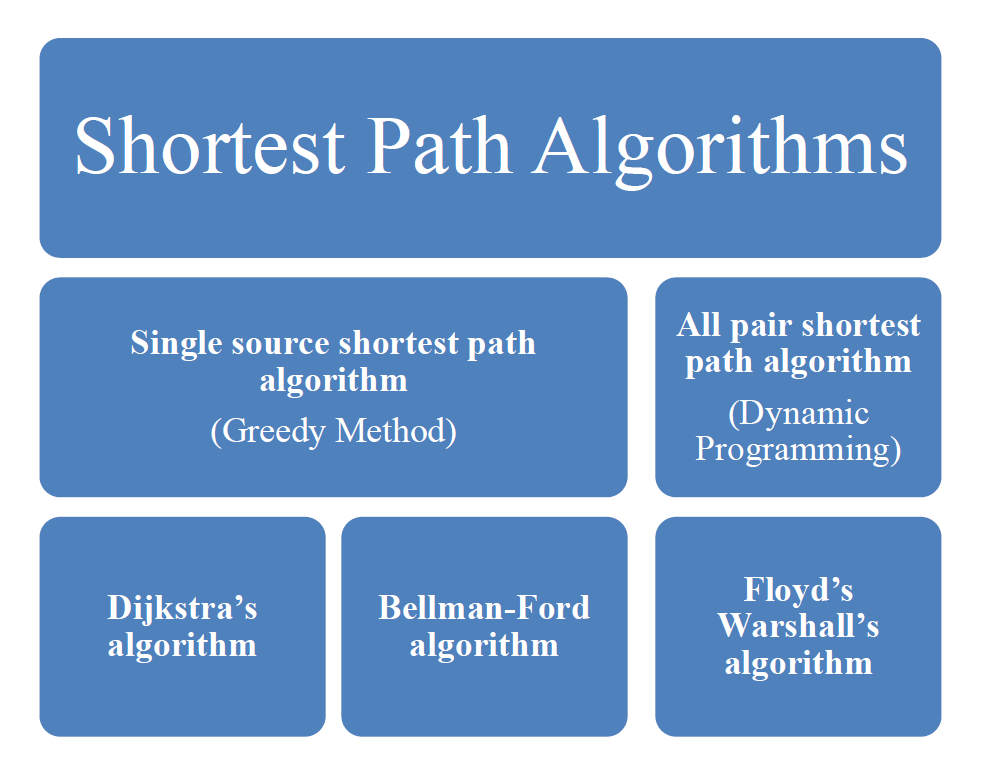 Shortest Path Algorithms
Single source shortest path
algorithm
(Greedy Method)
All pair shortest
path algorithm
(Dynamic
Programming)
Dijkstra’s
algorithm
Bellman-Ford
algorithm
Floyd’s
Warshall’s
algorithm